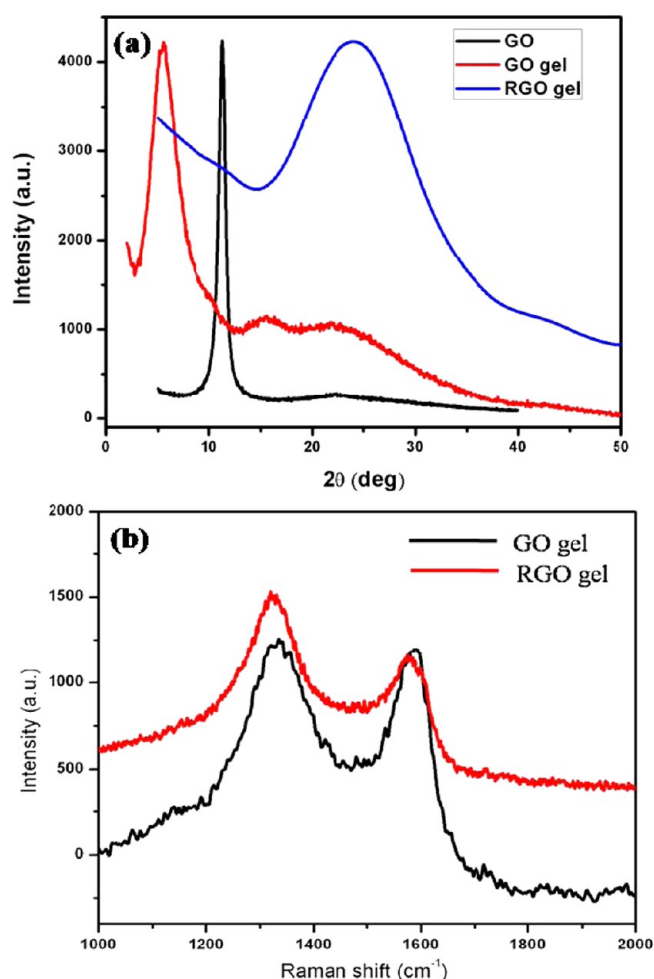 (a)
GO
GO gel
RGO gel
4000
3000
2000
1000
0
Intensity (a.u.)
0 10 20 30 40 50
2θ (deg)
(b)
GO gel
RGO gel
2000
1500
1000
500
0
Intensity (a.u.)
1000 1200 1400 1600 1800 2000
Raman shift (cm⁻¹)